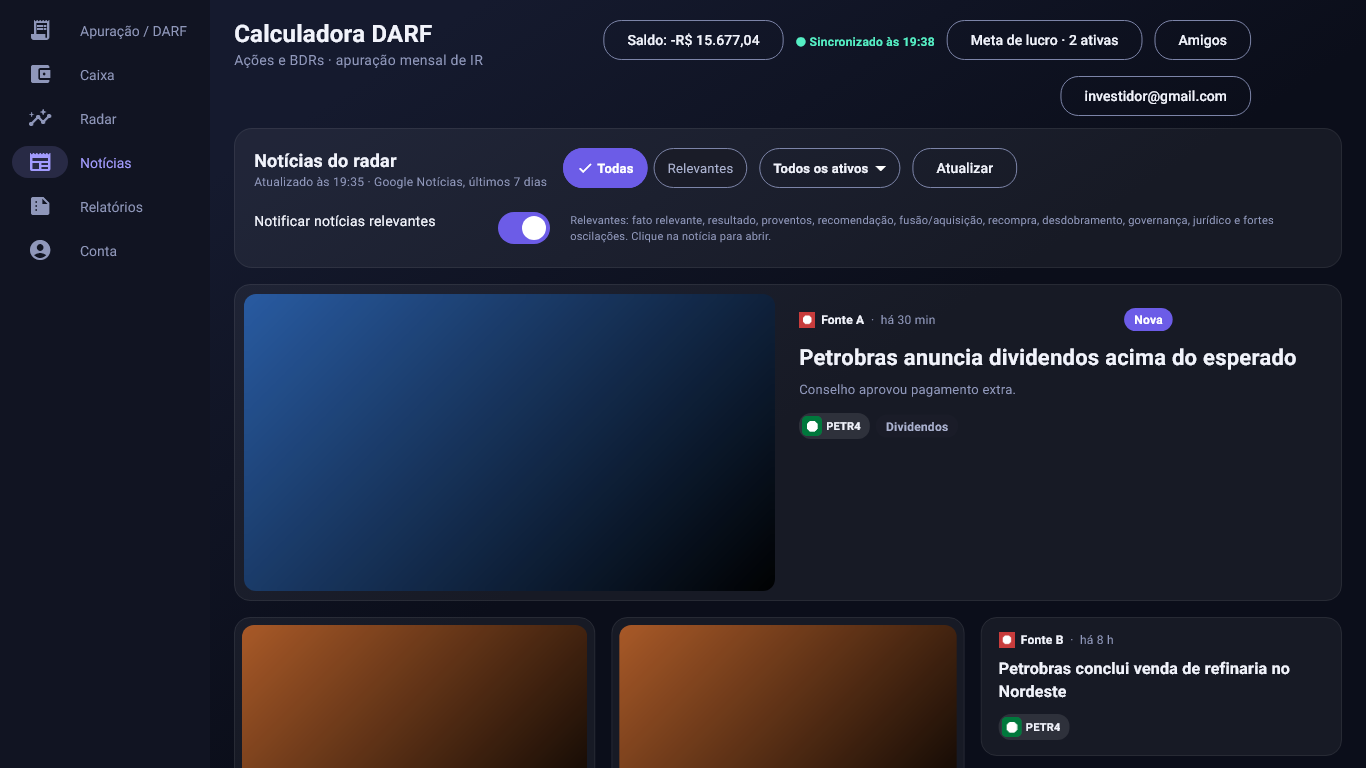 Apuração / DARF
Caixa
Radar
Notícias
Relatórios
Conta
Calculadora DARF
Ações e BDRs · apuração mensal de IR
Saldo: -R$ 15.677,04
Sincronizado às 19:38
Meta de lucro · 2 ativas
Amigos
investidor@gmail.com
Notícias do radar
Atualizado às 19:35 · Google Notícias, últimos 7 dias
Todas
Relevantes
Todos os ativos
Atualizar
Notificar notícias relevantes
Relevantes: fato relevante, resultado, proventos, recomendação, fusão/aquisição, recompra, desdobramento, governança, jurídico e fortes
oscilações. Clique na notícia para abrir.
Fonte A · há 30 min
Nova
Petrobras anuncia dividendos acima do esperado
Conselho aprovou pagamento extra.
PETR4
Dividendos
Fonte B · há 8 h
Petrobras conclui venda de refinaria no
Nordeste
PETR4